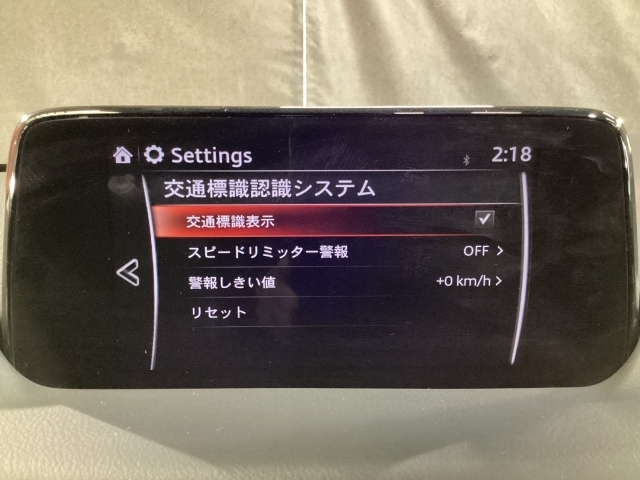 Settings 2:18
交通標識認識システム
交通標識表示
スピードリミッター警報 OFF
警報しきい値 +0 km/h
リセット